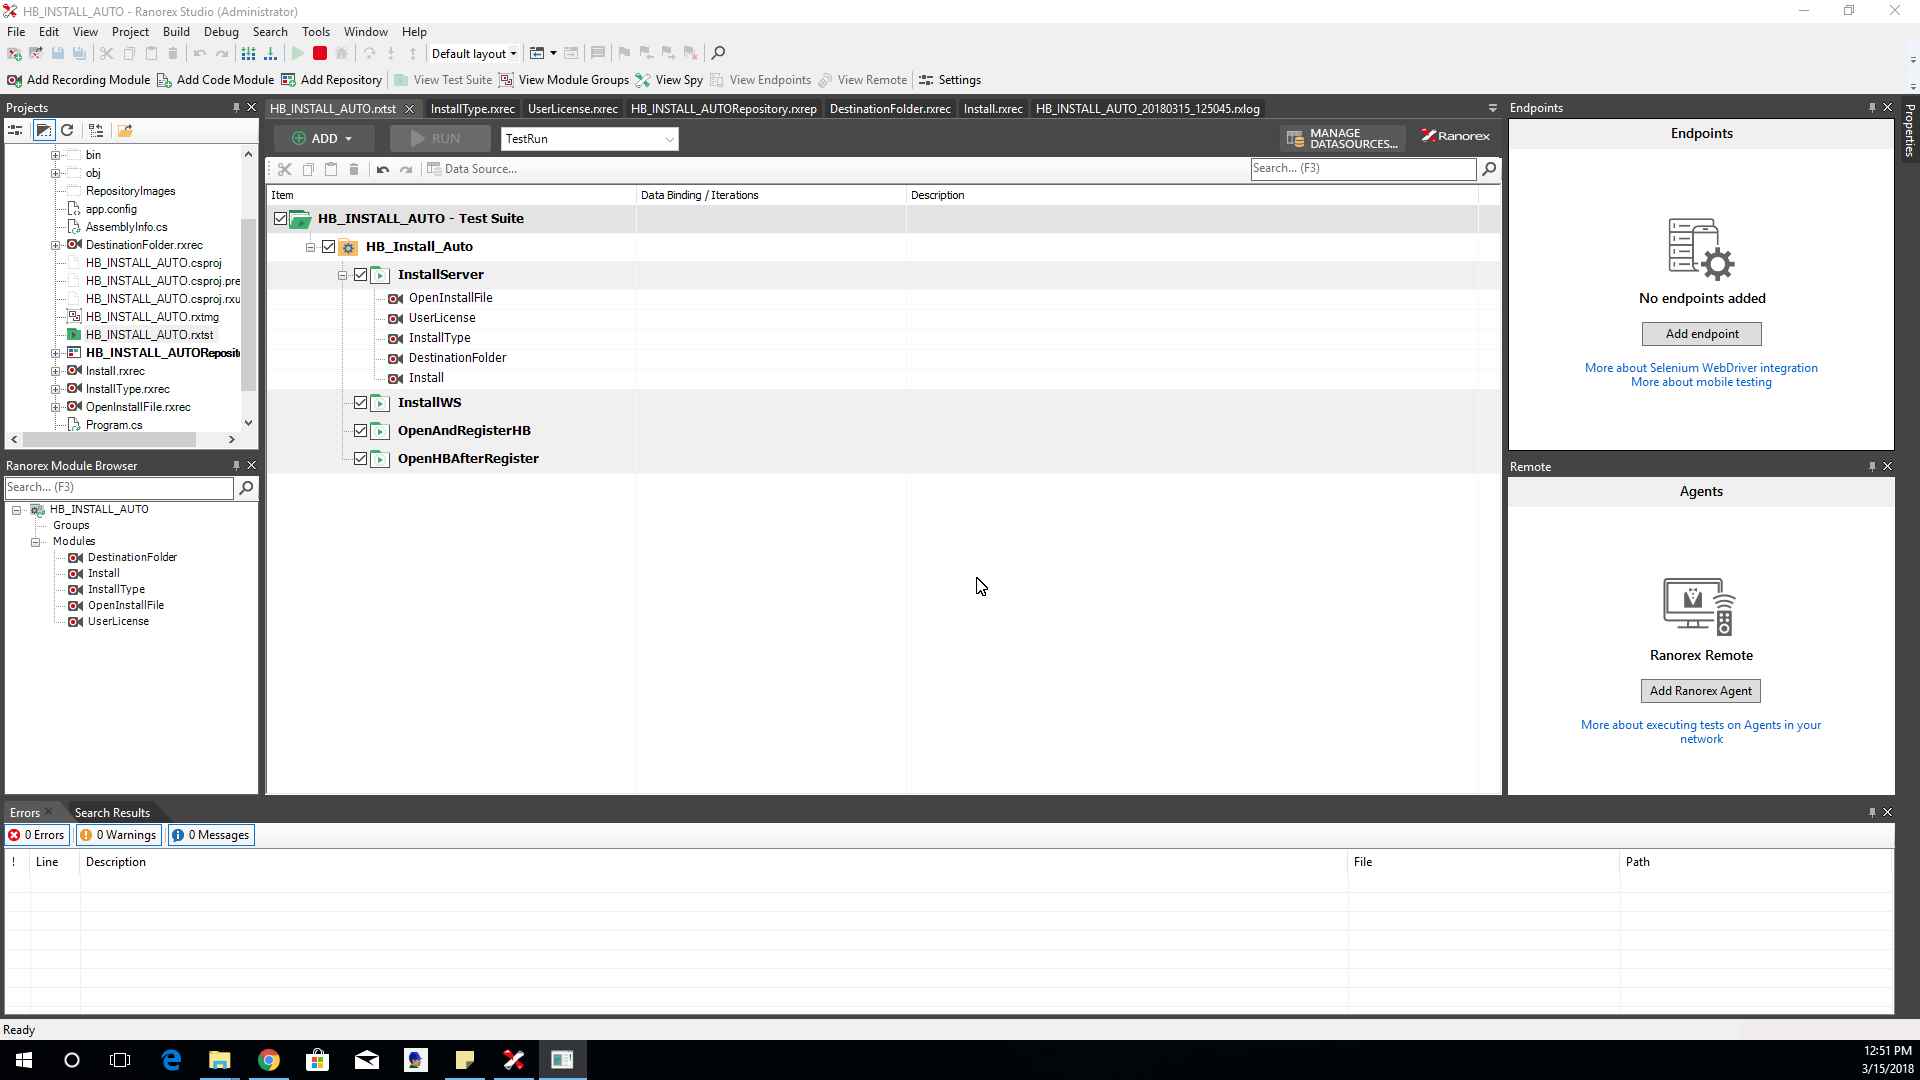 HB_INSTALL_AUTO - Ranorex Studio (Administrator)
File Edit View Project Build Debug Search Tools Window Help
Default layout
Add Recording Module Add Code Module Add Repository View Test Suite View Module Groups View Spy View Endpoints View Remote Settings
Projects
bin
obj
RepositoryImages
app.config
AssemblyInfo.cs
DestinationFolder.rxrec
HB_INSTALL_AUTO.csproj
HB_INSTALL_AUTO.csproj.pre
HB_INSTALL_AUTO.csproj.rxu
HB_INSTALL_AUTO.rxtmg
HB_INSTALL_AUTO.rxtst
HB_INSTALL_AUTOReposit
Install.rxrec
InstallType.rxrec
OpenInstallFile.rxrec
Program.cs
Ranorex Module Browser
Search... (F3)
HB_INSTALL_AUTO
Groups
Modules
DestinationFolder
Install
InstallType
OpenInstallFile
UserLicense
HB_INSTALL_AUTO.rxtst InstallType.rxrec UserLicense.rxrec HB_INSTALL_AUTORepository.rxrep DestinationFolder.rxrec Install.rxrec HB_INSTALL_AUTO_20180315_125045.rxlog
ADD RUN TestRun MANAGE DATASOURCES... Ranorex
Data Source... Search... (F3)
Item Data Binding / Iterations Description
HB_INSTALL_AUTO - Test Suite
HB_Install_Auto
InstallServer
OpenInstallFile
UserLicense
InstallType
DestinationFolder
Install
InstallWS
OpenAndRegisterHB
OpenHBAfterRegister
Endpoints
Endpoints
No endpoints added
Add endpoint
More about Selenium WebDriver integration
More about mobile testing
Properties
Remote
Agents
Ranorex Remote
Add Ranorex Agent
More about executing tests on Agents in your
network
Errors Search Results
0 Errors 0 Warnings 0 Messages
! Line Description File Path
Ready
12:51 PM
3/15/2018